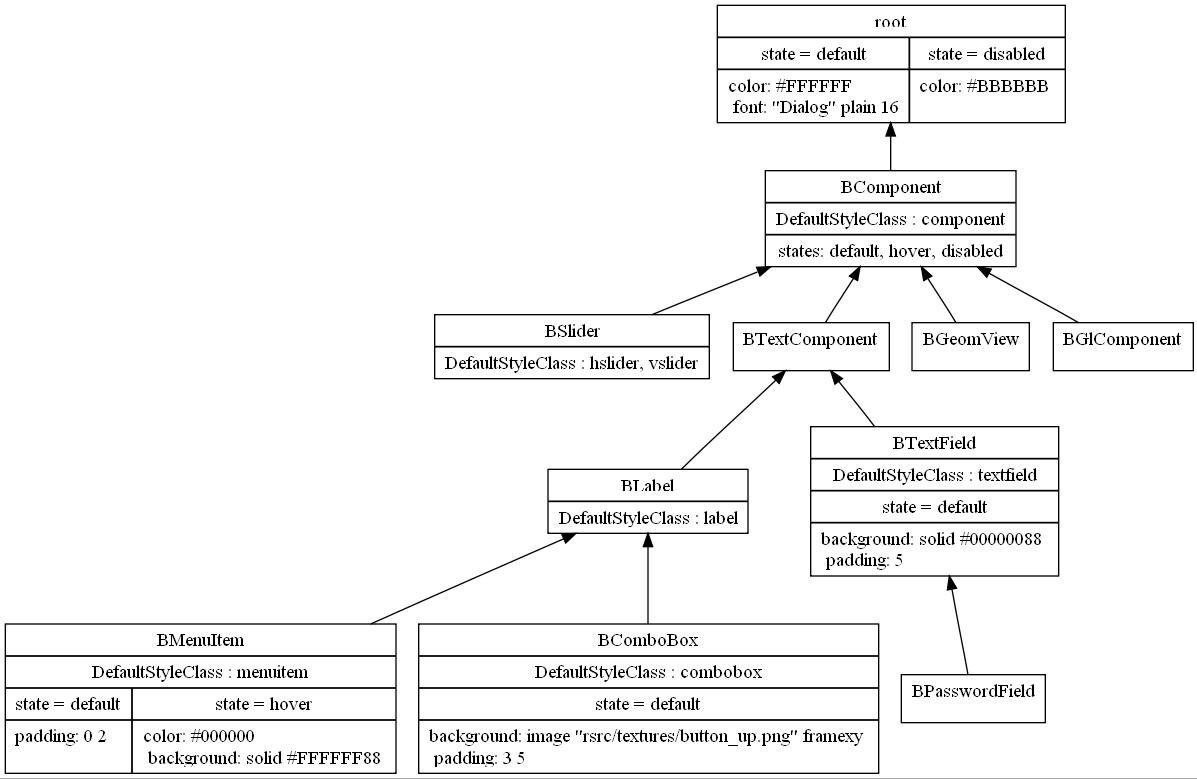 root
state = default
state = disabled
color: #FFFFFF
font: "Dialog" plain 16
color: #BBBBBB
BComponent
DefaultStyleClass : component
states: default, hover, disabled
BSlider
DefaultStyleClass : hslider, vslider
BTextComponent
BGeomView
BGlComponent
BTextField
DefaultStyleClass : textfield
state = default
background: solid #00000088
padding: 5
BLabel
DefaultStyleClass : label
BMenuItem
DefaultStyleClass : menuitem
state = default
state = hover
padding: 0 2
color: #000000
background: solid #FFFFFF88
BComboBox
DefaultStyleClass : combobox
state = default
background: image "rsrc/textures/button_up.png" framexy
padding: 3 5
BPasswordField